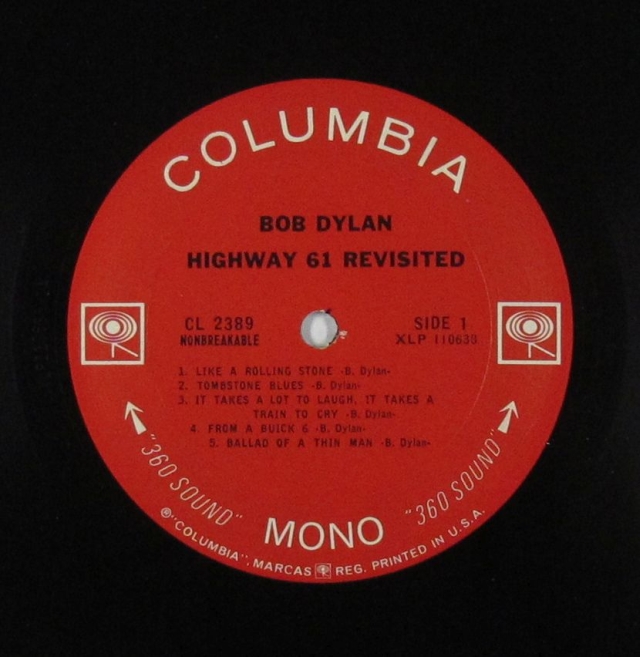 COLUMBIA
BOB DYLAN
HIGHWAY 61 REVISITED
CL 2389
NONBREAKABLE
SIDE 1
XLP 110633
1. LIKE A ROLLING STONE -B. Dylan-
2. TOMBSTONE BLUES -B. Dylan-
3. IT TAKES A LOT TO LAUGH, IT TAKES A
TRAIN TO CRY -B. Dylan-
4. FROM A BUICK 6 -B. Dylan-
5. BALLAD OF A THIN MAN -B. Dylan-
"360 SOUND"
MONO
"360 SOUND"
®"COLUMBIA", MARCAS REG. PRINTED IN U.S.A.